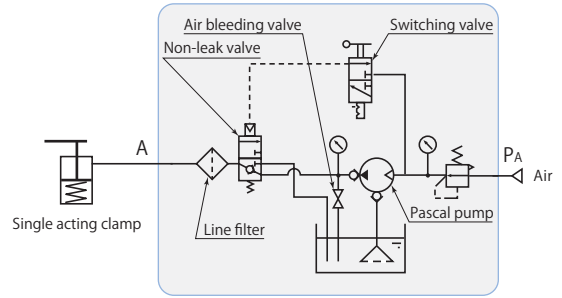 Air bleeding valve
Switching valve
Non-leak valve
A
PA
Air
Single acting clamp
Line filter
Pascal pump